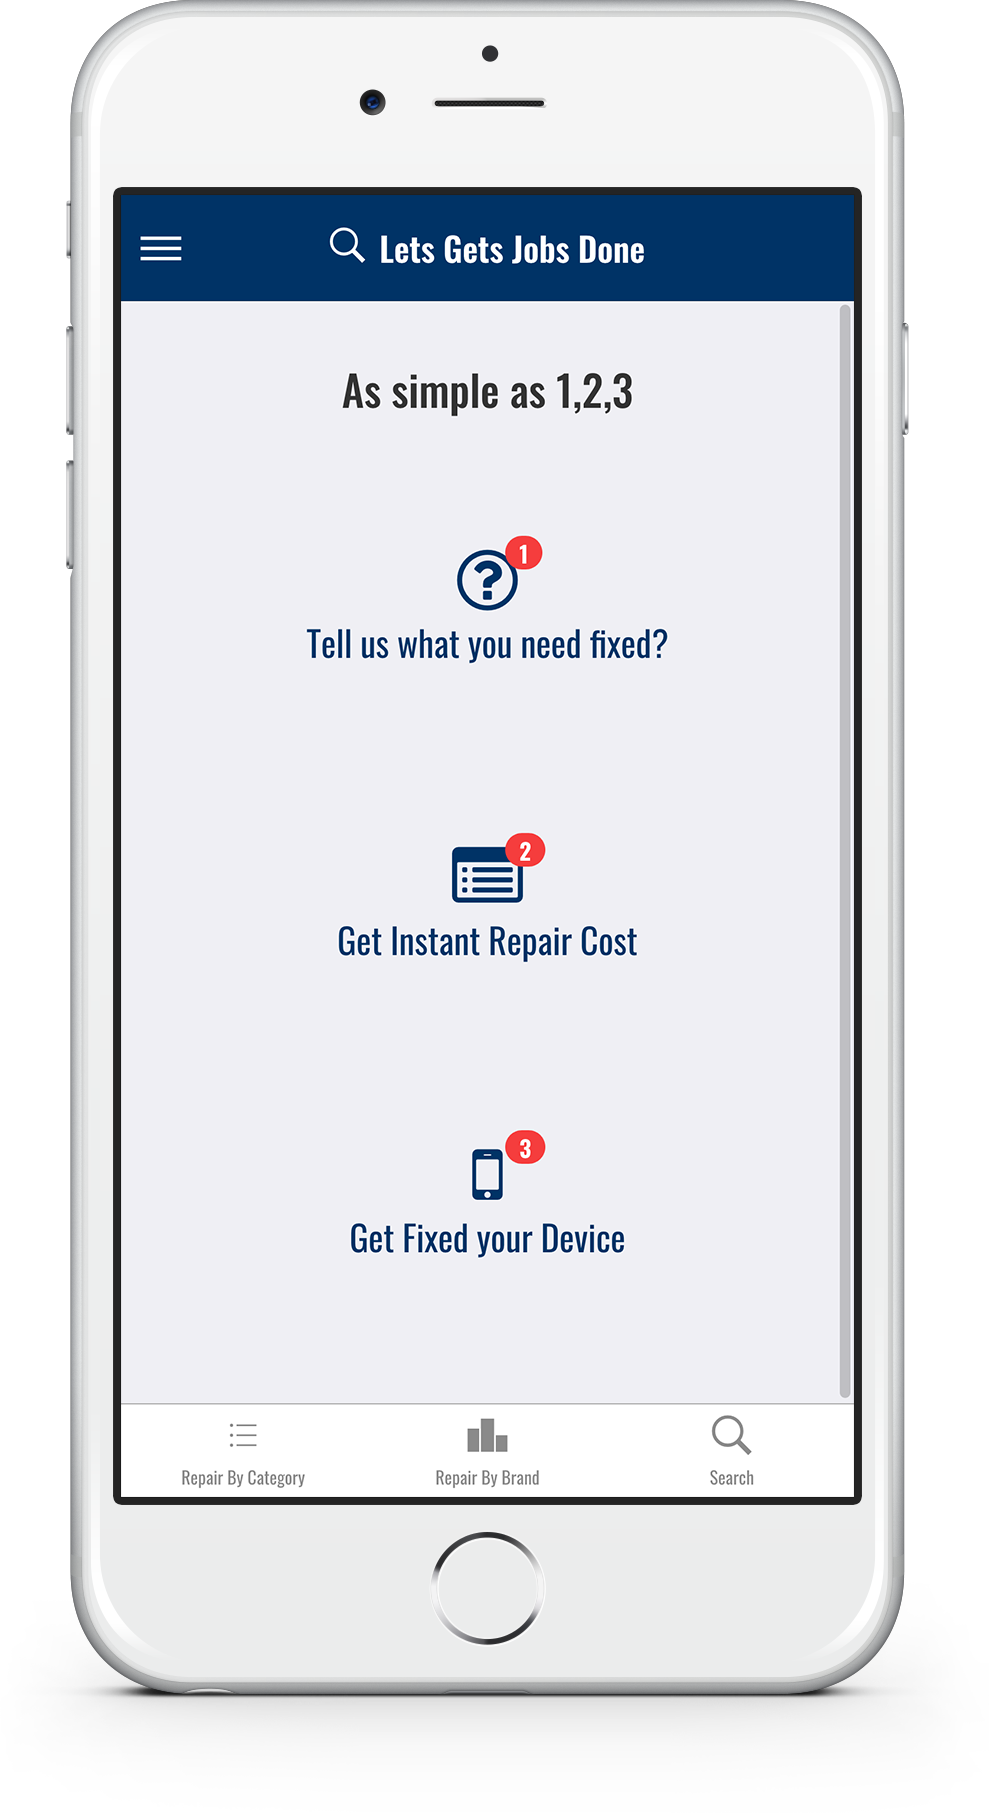 Lets Gets Jobs Done
As simple as 1,2,3
1
Tell us what you need fixed?
2
Get Instant Repair Cost
3
Get Fixed your Device
Repair By Category
Repair By Brand
Search